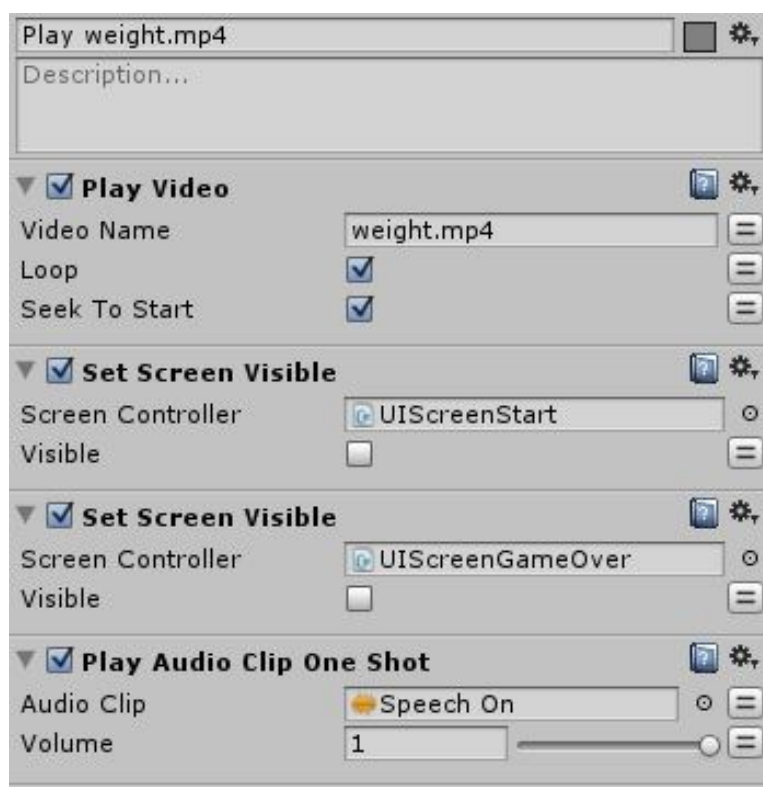 Play weight.mp4
Description...
Play Video
Video Name weight.mp4
Loop
Seek To Start
Set Screen Visible
Screen Controller UIScreenStart
Visible
Set Screen Visible
Screen Controller UIScreenGameOver
Visible
Play Audio Clip One Shot
Audio Clip Speech On
Volume 1